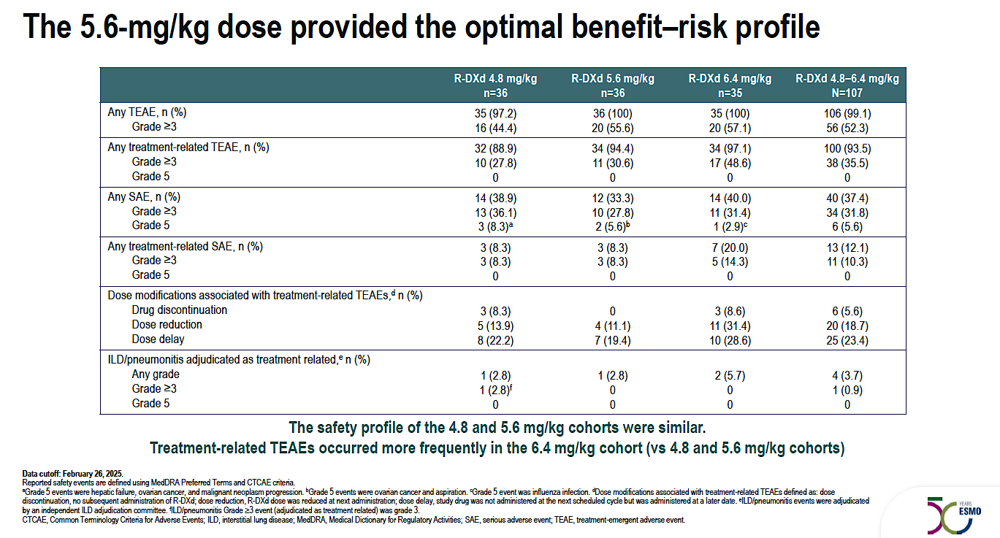 The 5.6-mg/kg dose provided the optimal benefit–risk profile
R-DXd 4.8 mg/kg n=36 R-DXd 5.6 mg/kg n=36 R-DXd 6.4 mg/kg n=35 R-DXd 4.8–6.4 mg/kg N=107
Any TEAE, n (%) 35 (97.2) 36 (100) 35 (100) 106 (99.1)
Grade ≥3 16 (44.4) 20 (55.6) 20 (57.1) 56 (52.3)
Any treatment-related TEAE, n (%) 32 (88.9) 34 (94.4) 34 (97.1) 100 (93.5)
Grade ≥3 10 (27.8) 11 (30.6) 17 (48.6) 38 (35.5)
Grade 5 0 0 0 0
Any SAE, n (%) 14 (38.9) 12 (33.3) 14 (40.0) 40 (37.4)
Grade ≥3 13 (36.1) 10 (27.8) 11 (31.4) 34 (31.8)
Grade 5 3 (8.3)ᵃ 2 (5.6)ᵇ 1 (2.9)ᶜ 6 (5.6)
Any treatment-related SAE, n (%) 3 (8.3) 3 (8.3) 7 (20.0) 13 (12.1)
Grade ≥3 3 (8.3) 3 (8.3) 5 (14.3) 11 (10.3)
Grade 5 0 0 0 0
Dose modifications associated with treatment-related TEAEs,ᵈ n (%)
Drug discontinuation 3 (8.3) 0 3 (8.6) 6 (5.6)
Dose reduction 5 (13.9) 4 (11.1) 11 (31.4) 20 (18.7)
Dose delay 8 (22.2) 7 (19.4) 10 (28.6) 25 (23.4)
ILD/pneumonitis adjudicated as treatment related,ᵉ n (%)
Any grade 1 (2.8) 1 (2.8) 2 (5.7) 4 (3.7)
Grade ≥3 1 (2.8)ᶠ 0 0 1 (0.9)
Grade 5 0 0 0 0
The safety profile of the 4.8 and 5.6 mg/kg cohorts were similar.
Treatment-related TEAEs occurred more frequently in the 6.4 mg/kg cohort (vs 4.8 and 5.6 mg/kg cohorts)
Data cutoff: February 26, 2025.
Reported safety events are defined using MedDRA Preferred Terms and CTCAE criteria.
ᵃGrade 5 events were hepatic failure, ovarian cancer, and malignant neoplasm progression. ᵇGrade 5 events were ovarian cancer and aspiration. ᶜGrade 5 event was influenza infection. ᵈDose modifications associated with treatment-related TEAEs defined as: dose
discontinuation, no subsequent administration of R-DXd; dose reduction, R-DXd dose was reduced at next administration; dose delay, study drug was not administered at the next scheduled cycle but was administered at a later date. ᵉILD/pneumonitis events were adjudicated
by an independent ILD adjudication committee. ᶠILD/pneumonitis Grade ≥3 event (adjudicated as treatment related) was grade 3.
CTCAE, Common Terminology Criteria for Adverse Events; ILD, interstitial lung disease; MedDRA, Medical Dictionary for Regulatory Activities; SAE, serious adverse event; TEAE, treatment-emergent adverse event.
50 YEARS ESMO